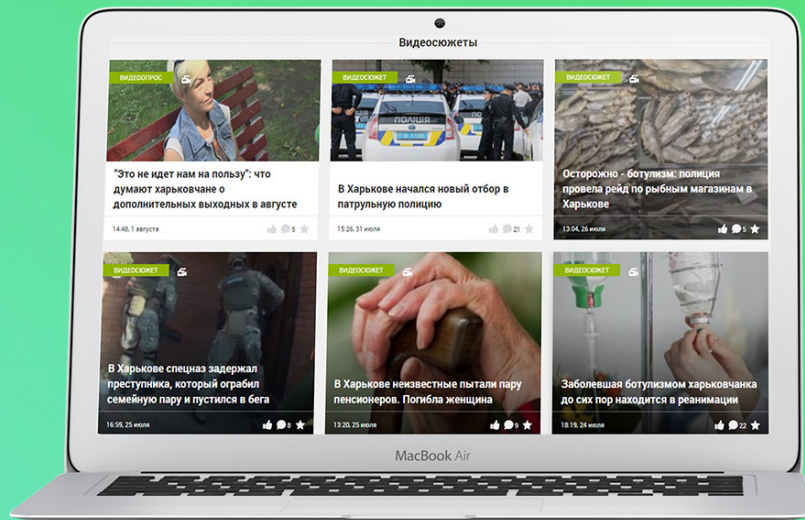 Видеосюжеты
ВИДЕООПРОС
"Это не идет нам на пользу": что
думают харьковчане о
дополнительных выходных в августе
14:48, 1 августа
5
ВИДЕОСЮЖЕТ
ПОЛІЦІЯ
В Харькове начался новый отбор в
патрульную полицию
15:26, 31 июля
21
ВИДЕОСЮЖЕТ
Осторожно - ботулизм: полиция
провела рейд по рыбным магазинам в
Харькове
13:04, 26 июля
5
ВИДЕОСЮЖЕТ
В Харькове спецназ задержал
преступника, который ограбил
семейную пару и пустился в бега
16:59, 25 июля
8
ВИДЕОСЮЖЕТ
В Харькове неизвестные пытали пару
пенсионеров. Погибла женщина
13:20, 25 июля
9
ВИДЕОСЮЖЕТ
Заболевшая ботулизмом харьковчанка
до сих пор находится в реанимации
18:19, 24 июля
22
MacBook Air